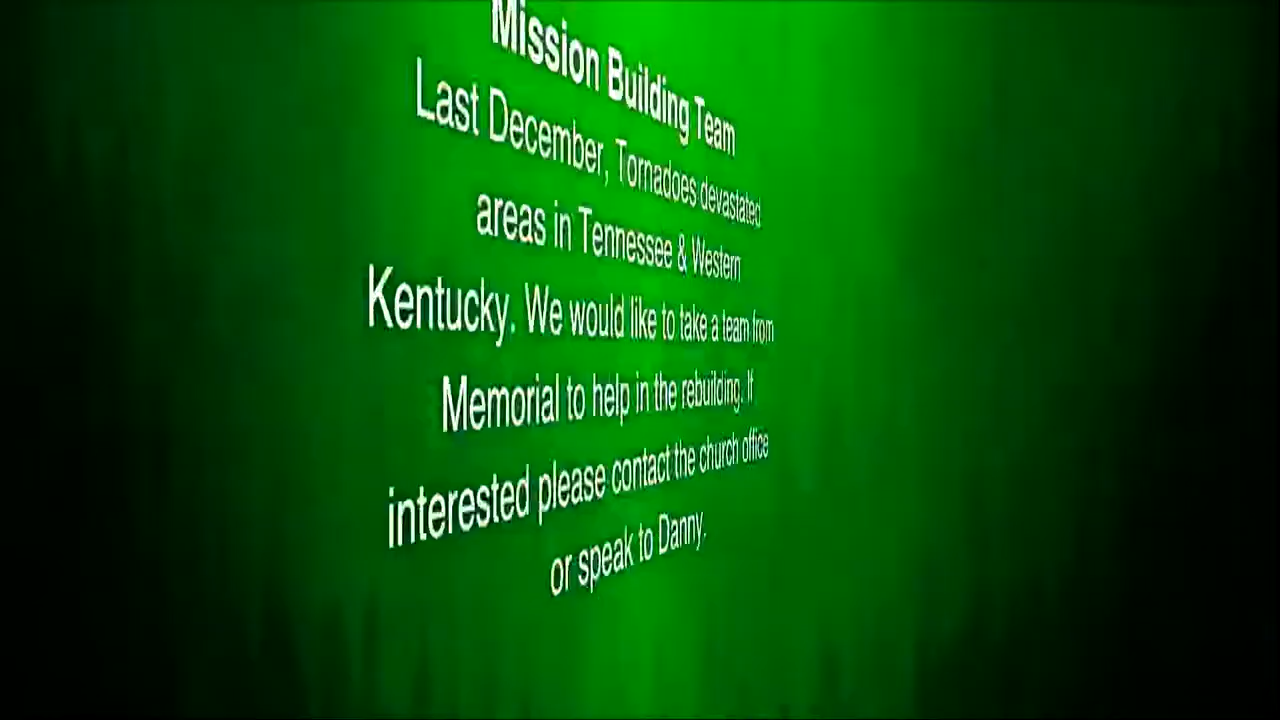 Mission Building Team
Last December, Tornadoes devastated
areas in Tennessee & Western
Kentucky. We would like to take a team from
Memorial to help in the rebuilding. If
interested please contact the church office
or speak to Danny.